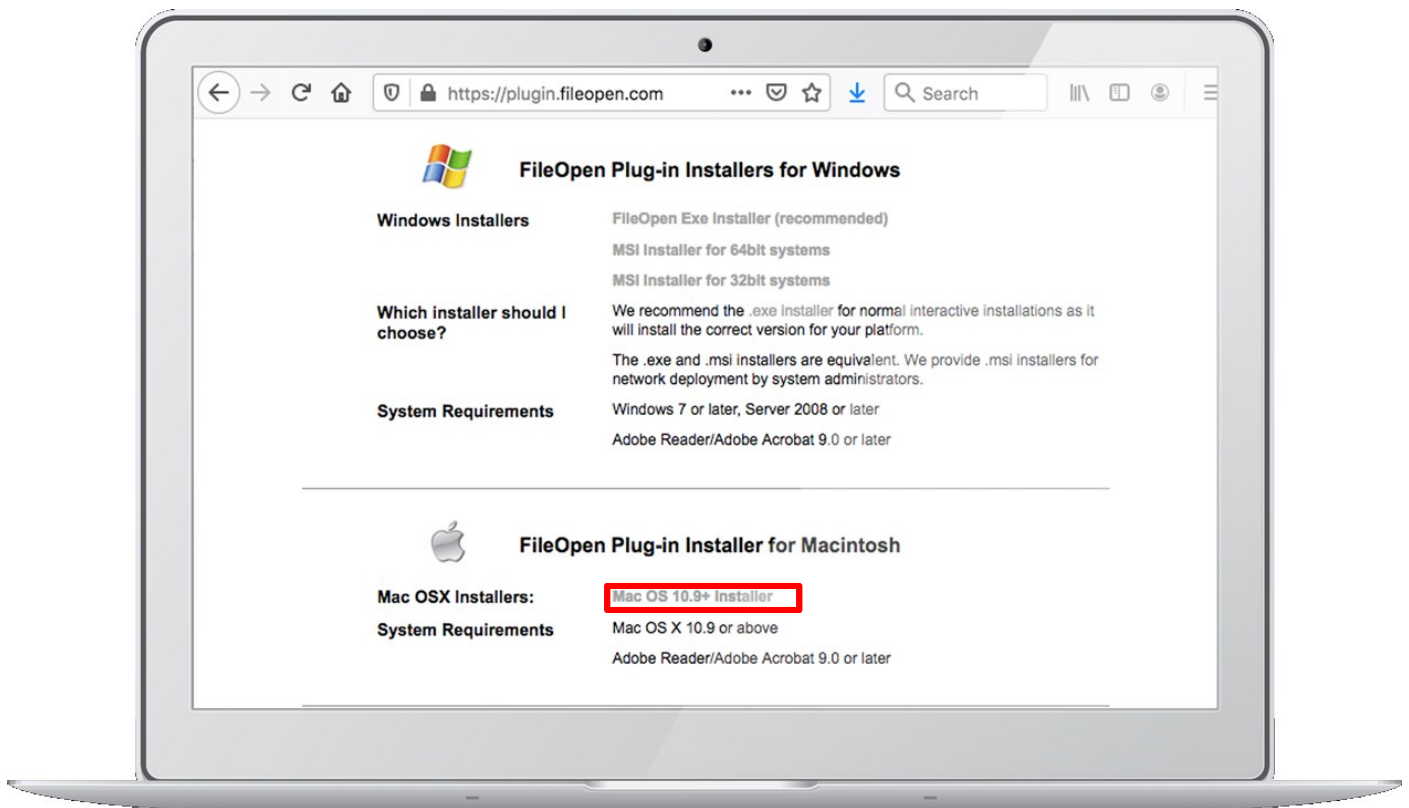 https://plugin.fileopen.com
Search
FileOpen Plug-in Installers for Windows
Windows Installers
FileOpen Exe Installer (recommended)
MSI Installer for 64bit systems
MSI Installer for 32bit systems
Which installer should I
choose?
We recommend the .exe installer for normal interactive installations as it
will install the correct version for your platform.
The .exe and .msi installers are equivalent. We provide .msi installers for
network deployment by system administrators.
System Requirements
Windows 7 or later, Server 2008 or later
Adobe Reader/Adobe Acrobat 9.0 or later
FileOpen Plug-in Installer for Macintosh
Mac OSX Installers:
Mac OS 10.9+ Installer
System Requirements
Mac OS X 10.9 or above
Adobe Reader/Adobe Acrobat 9.0 or later